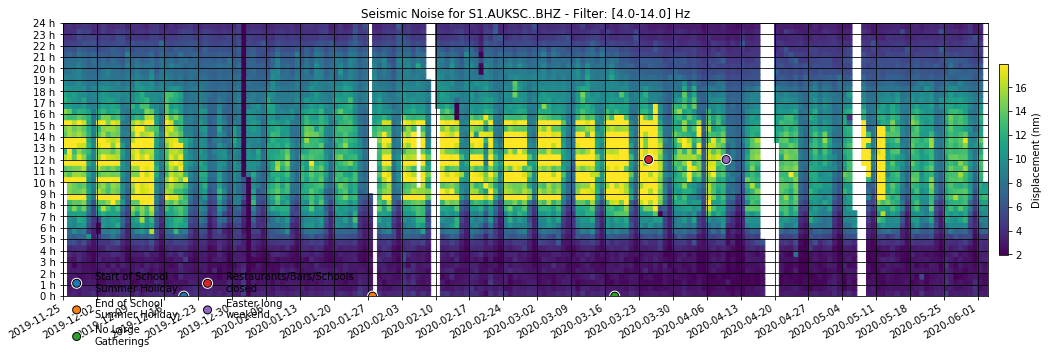 Seismic Noise for S1.AUKSC..BHZ - Filter: [4.0-14.0] Hz
24 h
23 h
22 h
21 h
20 h
19 h
18 h
17 h
16 h
15 h
14 h
13 h
12 h
11 h
10 h
9 h
8 h
7 h
6 h
5 h
4 h
3 h
2 h
1 h
0 h
16
14
12
10
8
6
4
2
Displacement (nm)
Start of School
Summer Holiday
End of School
Summer Holiday
No Large
Gatherings
Restaurants/Bars/Schools
closed
Easter long
weekend
2019-11-25
2019-12-23
2019-12-30
2020-01-13
2020-01-20
2020-01-27
2020-02-03
2020-02-10
2020-02-17
2020-02-24
2020-03-02
2020-03-09
2020-03-16
2020-03-23
2020-03-30
2020-04-06
2020-04-13
2020-04-20
2020-04-27
2020-05-04
2020-05-11
2020-05-18
2020-05-25
2020-06-01